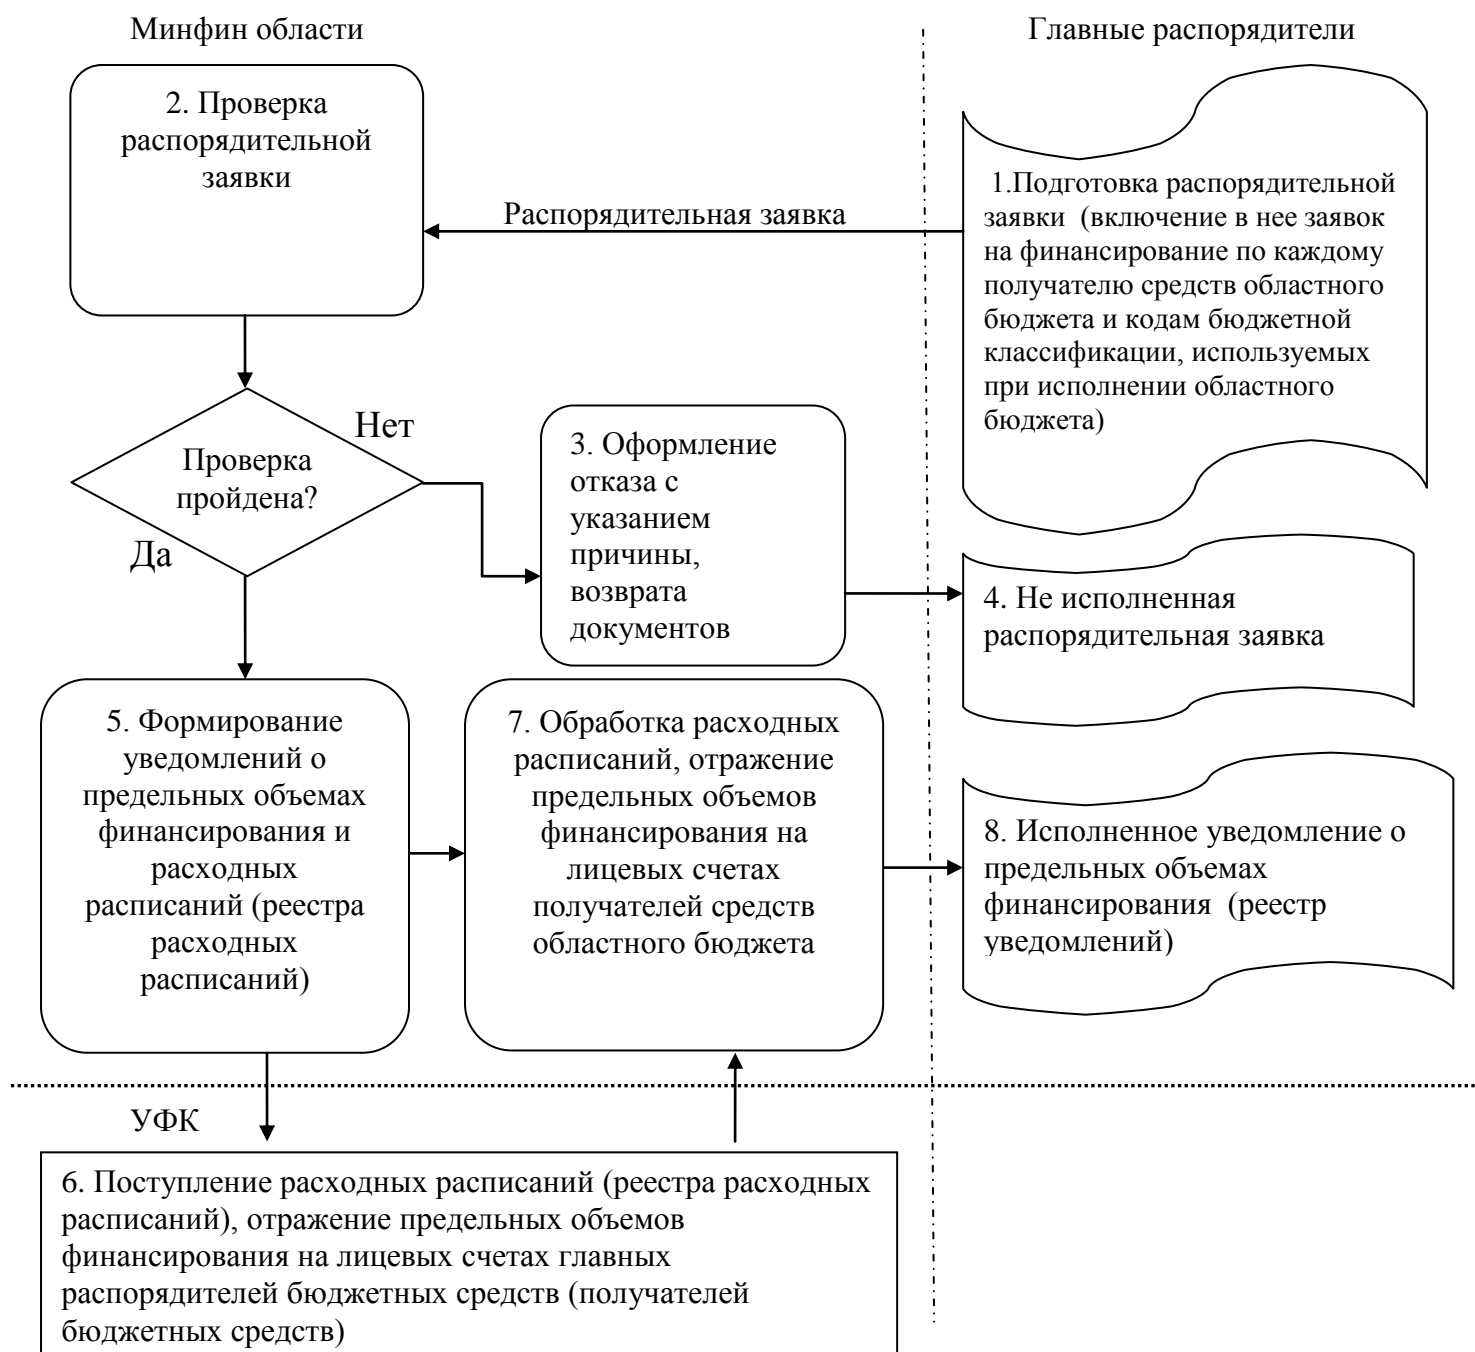 Минфин области
Главные распорядители
2. Проверка
распорядительной
заявки
Распорядительная заявка
1.Подготовка распорядительной
заявки (включение в нее заявок
на финансирование по каждому
получателю средств областного
бюджета и кодам бюджетной
классификации, используемых
при исполнении областного
бюджета)
Проверка
пройдена?
Нет
Да
3. Оформление
отказа с
указанием
причины,
возврата
документов
4. Не исполненная
распорядительная заявка
5. Формирование
уведомлений о
предельных объемах
финансирования и
расходных
расписаний (реестра
расходных
расписаний)
7. Обработка расходных
расписаний, отражение
предельных объемов
финансирования на
лицевых счетах
получателей средств
областного бюджета
8. Исполненное уведомление о
предельных объемах
финансирования (реестр
уведомлений)
УФК
6. Поступление расходных расписаний (реестра расходных
расписаний), отражение предельных объемов
финансирования на лицевых счетах главных
распорядителей бюджетных средств (получателей
бюджетных средств)